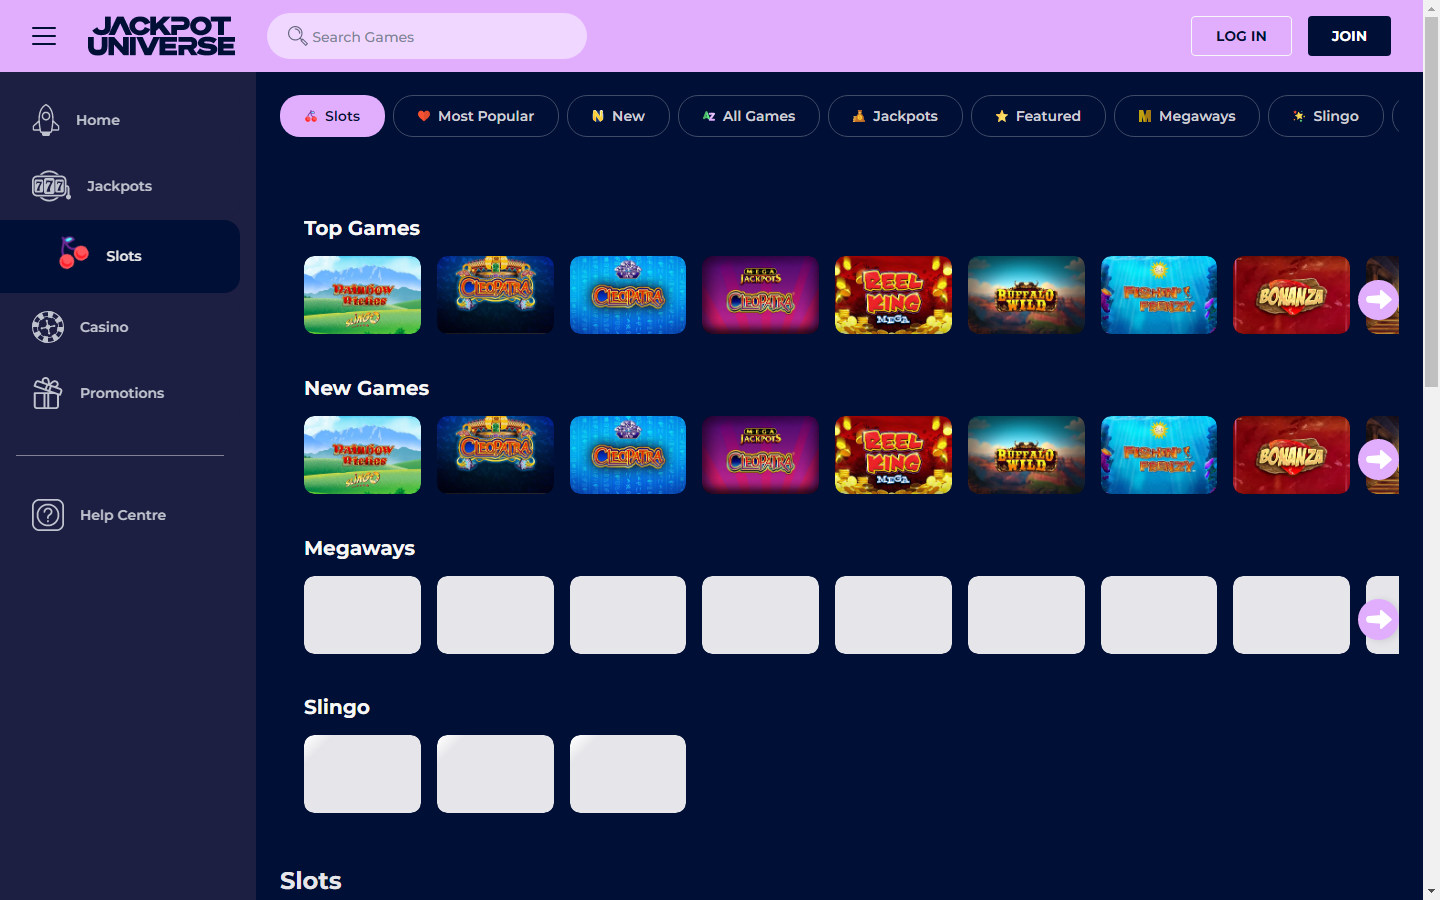 JACKPOT
UNIVERSE
Search Games
LOG IN
JOIN
Home
Jackpots
Slots
Casino
Promotions
Help Centre
Slots
Most Popular
New
All Games
Jackpots
Featured
Megaways
Slingo
Top Games
Rainbow
Riches
CLEOPATRA
CLEOPATRA
MEGA
JACKPOTS
CLEOPATRA
REEL
KING
MEGA
BUFFALO
WILD
FISHIN'
FRENZY
BONANZA
New Games
Rainbow
Riches
CLEOPATRA
CLEOPATRA
MEGA
JACKPOTS
CLEOPATRA
REEL
KING
MEGA
BUFFALO
WILD
FISHIN'
FRENZY
BONANZA
Megaways
Slingo
Slots